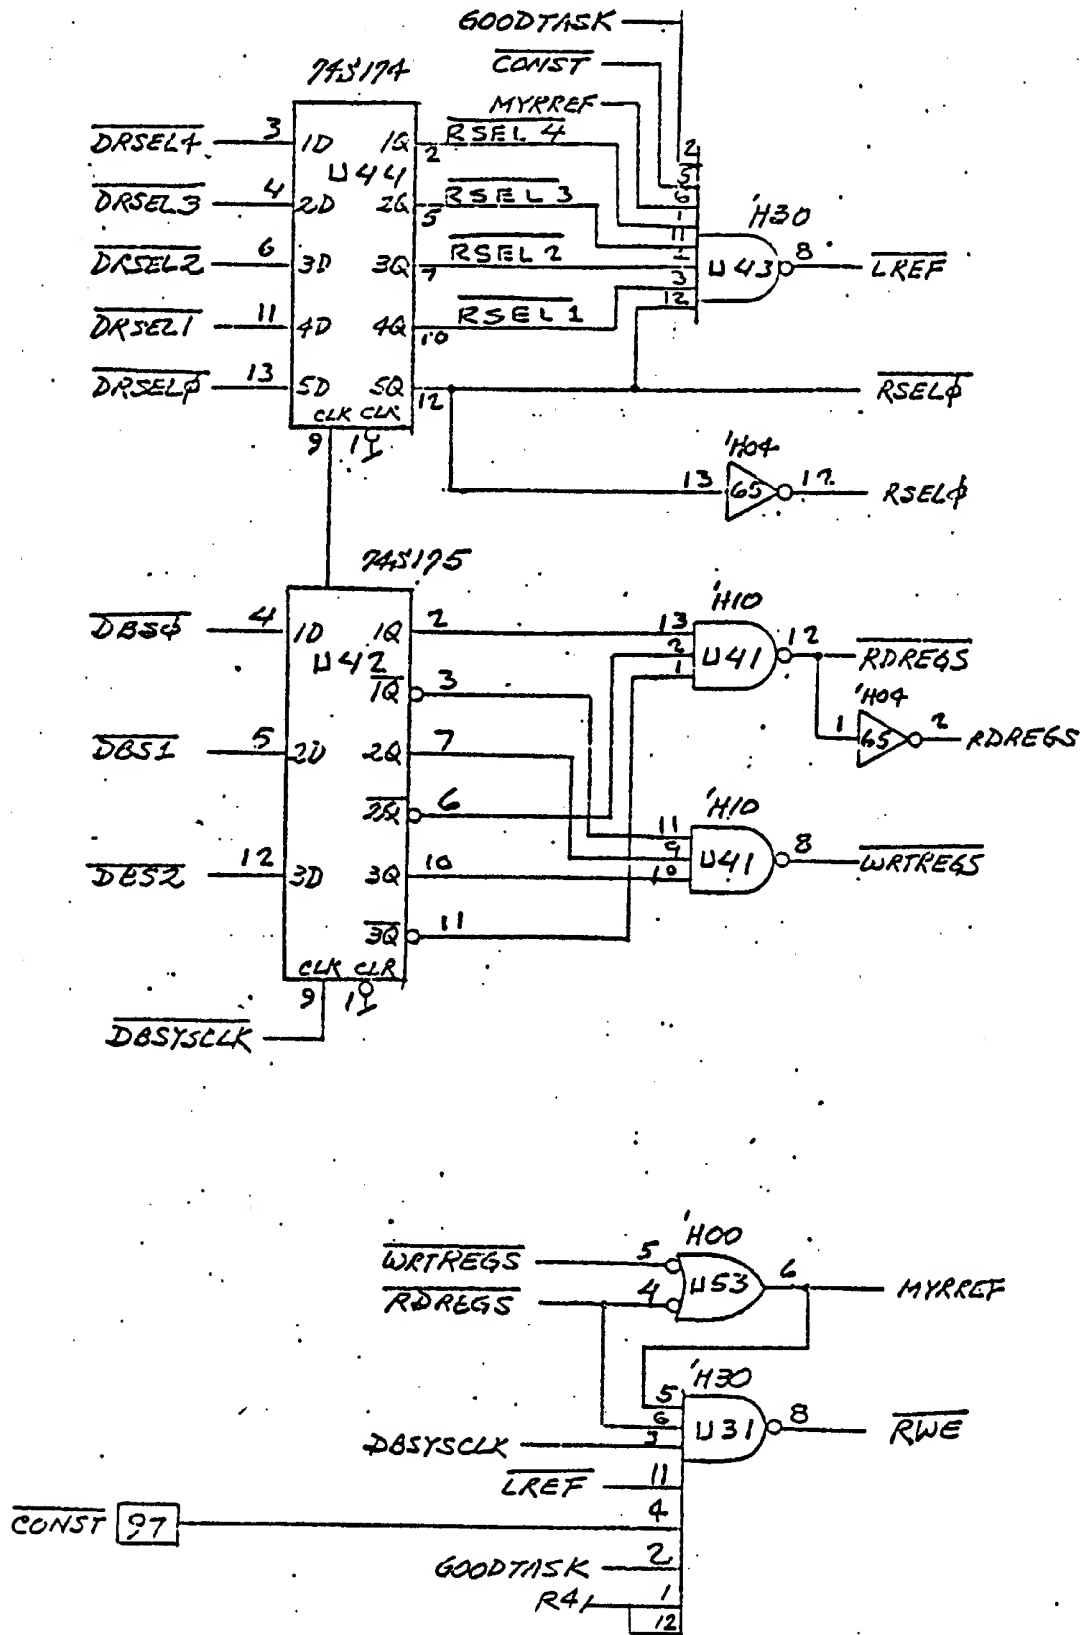 GOODTASK
CONST
MYRREF
74S174
DRSEL4 3 1D 1Q 2 RSEL 4
U44
DRSEL3 4 2D 2Q 5 RSEL 3
DRSEL2 6 3D 3Q 7 RSEL 2
DRSEL1 11 4D 4Q 10 RSEL 1
DRSELϕ 13 5D 5Q 12
CLK CLK
9 1
2
5
6
1
11
3
12
'H30
U43 8 LREF
RSELϕ
'H04
13 65 12 RSELϕ
74S175
DBSϕ 4 1D 1Q 2
U42
1Q 3
DBS1 5 2D 2Q 7
2Q 6
DBS2 12 3D 3Q 10
3Q 11
CLK CLR
9 1
DBSYSCLK
'H10
13
2
1
U41 12 RDREGS
'H04
1 65 2 RDREGS
'H10
11
9
10
U41 8 WRTREGS
'H00
WRTREGS 5
RDREGS 4
U53 6 MYRREF
'H30
5
6
DBSYSCLK 3
U31 8 RWE
LREF 11
CONST 97 4
GOODTASK 2
R41 1
12